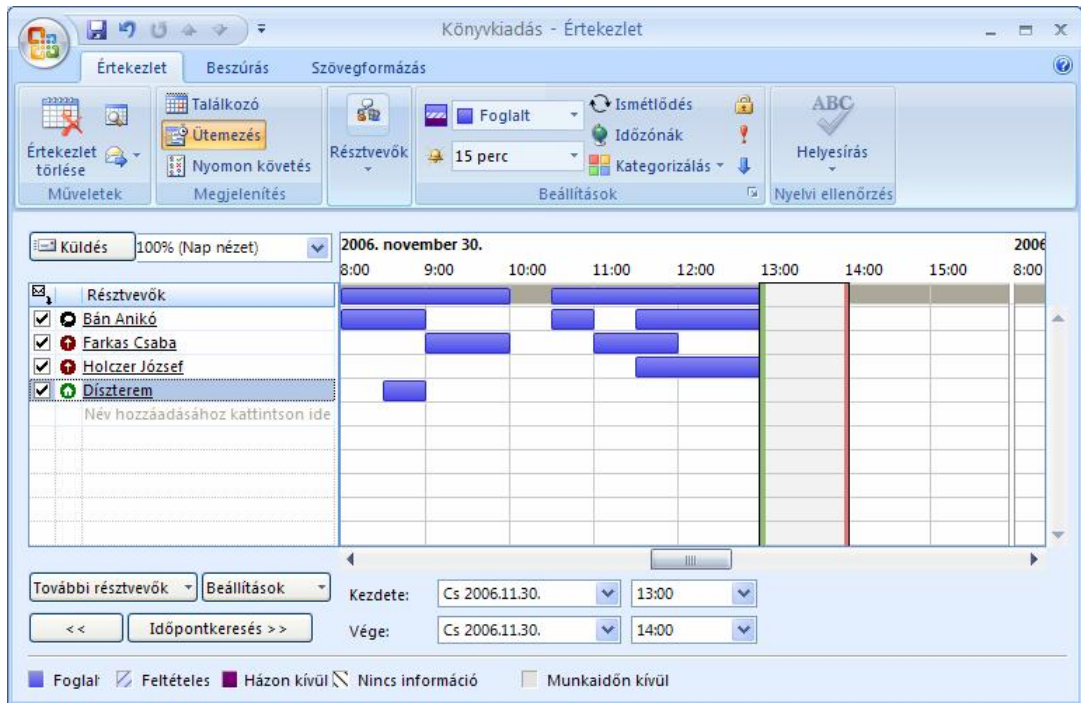 Könyvkiadás - Értekezlet
Értekezlet Beszúrás Szövegformázás
Értekezlet törlése
Műveletek
Találkozó
Ütemezés
Nyomon követés
Megjelenítés
Résztvevők
Foglalt
15 perc
Ismétlődés
Időzónák
Kategorizálás
Beállítások
ABC
Helyesírás
Nyelvi ellenőrzés
Küldés 100% (Nap nézet)
2006. november 30. 2006
8:00 9:00 10:00 11:00 12:00 13:00 14:00 15:00 8:00
Résztvevők
Bán Anikó
Farkas Csaba
Holczer József
Díszterem
Név hozzáadásához kattintson ide
További résztvevők Beállítások
Kezdete: Cs 2006.11.30. 13:00
<< Időpontkeresés >>
Vége: Cs 2006.11.30. 14:00
Foglalt Feltételes Házon kívül Nincs információ Munkaidőn kívül